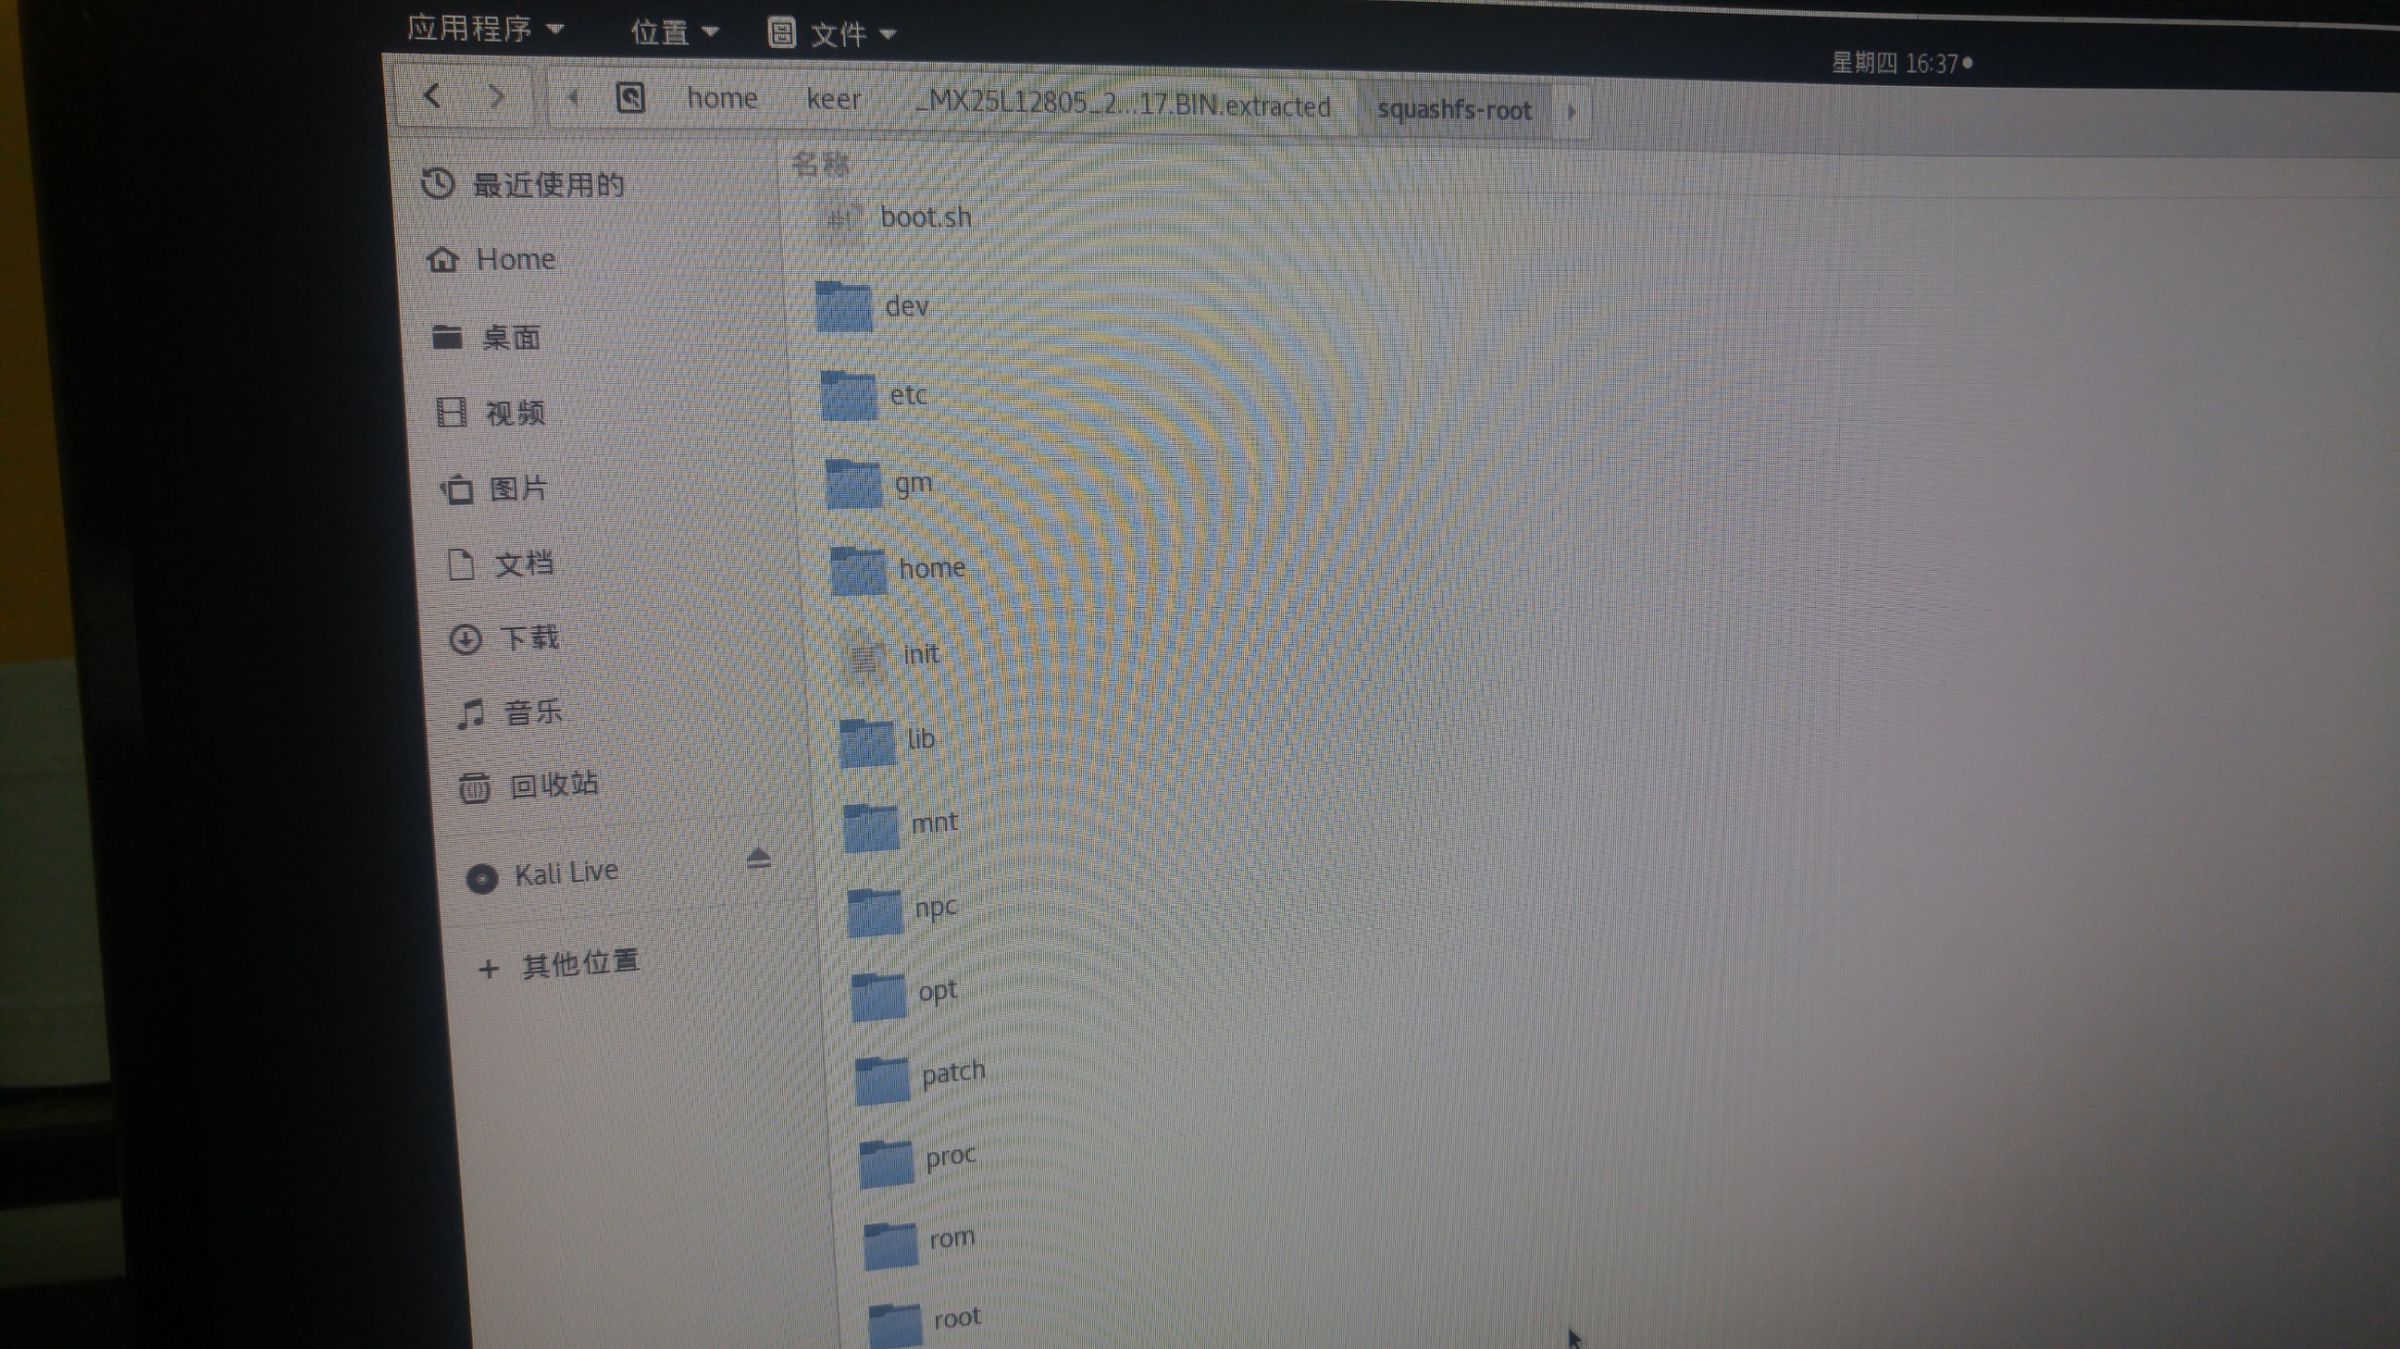 应用程序 位置 文件
星期四 16:37
home keer _MX25L12805_2...17.BIN.extracted squashfs-root
最近使用的
Home
桌面
视频
图片
文档
下载
音乐
回收站
Kali Live
其他位置
名称
boot.sh
dev
etc
gm
home
init
lib
mnt
npc
opt
patch
proc
rom
root